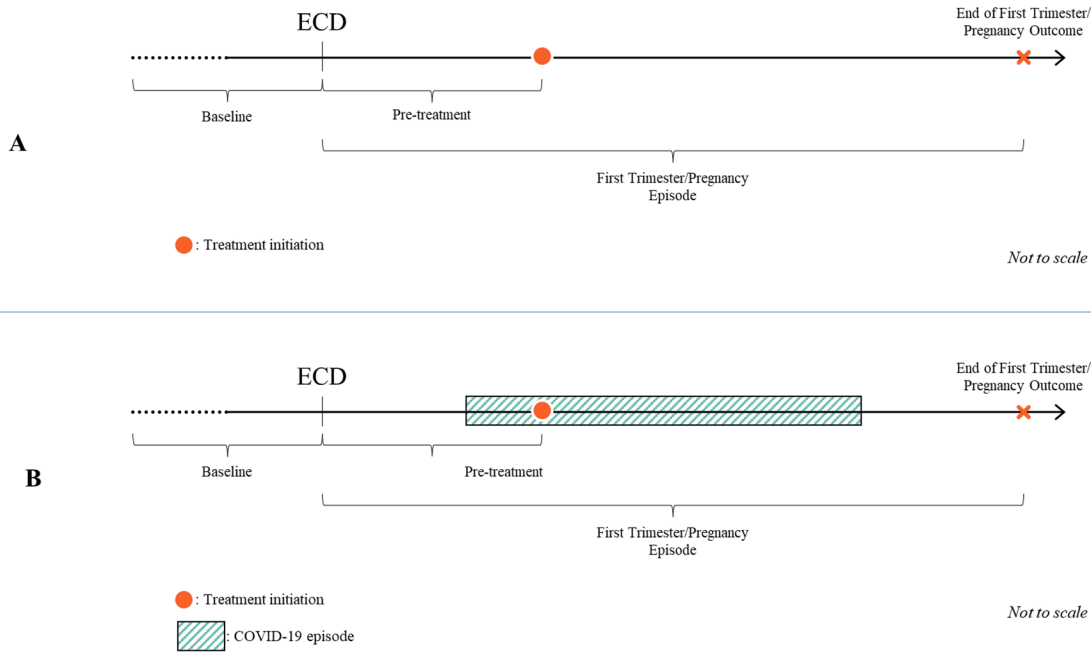 End of First Trimester/
Pregnancy Outcome
ECD
Baseline
Pre-treatment
A
First Trimester/Pregnancy
Episode
: Treatment initiation
Not to scale
End of First Trimester/
Pregnancy Outcome
ECD
Baseline
Pre-treatment
B
First Trimester/Pregnancy
Episode
: Treatment initiation
Not to scale
: COVID-19 episode